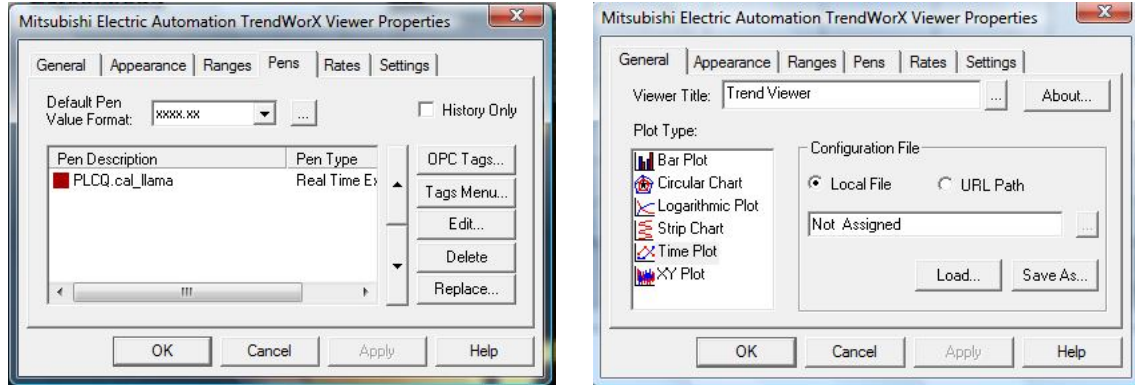 Mitsubishi Electric Automation TrendWorX Viewer Properties
General Appearance Ranges Pens Rates Settings
Default Pen
Value Format: xxxx.xx ... History Only
Pen Description Pen Type
PLCQ.cal_llama Real Time Ex
OPC Tags...
Tags Menu...
Edit...
Delete
Replace...
OK Cancel Apply Help
Mitsubishi Electric Automation TrendWorX Viewer Properties
General Appearance Ranges Pens Rates Settings
Viewer Title: Trend Viewer ... About...
Plot Type:
Bar Plot
Circular Chart
Logarithmic Plot
Strip Chart
Time Plot
XY Plot
Configuration File
Local File URL Path
Not Assigned ...
Load... Save As...
OK Cancel Apply Help